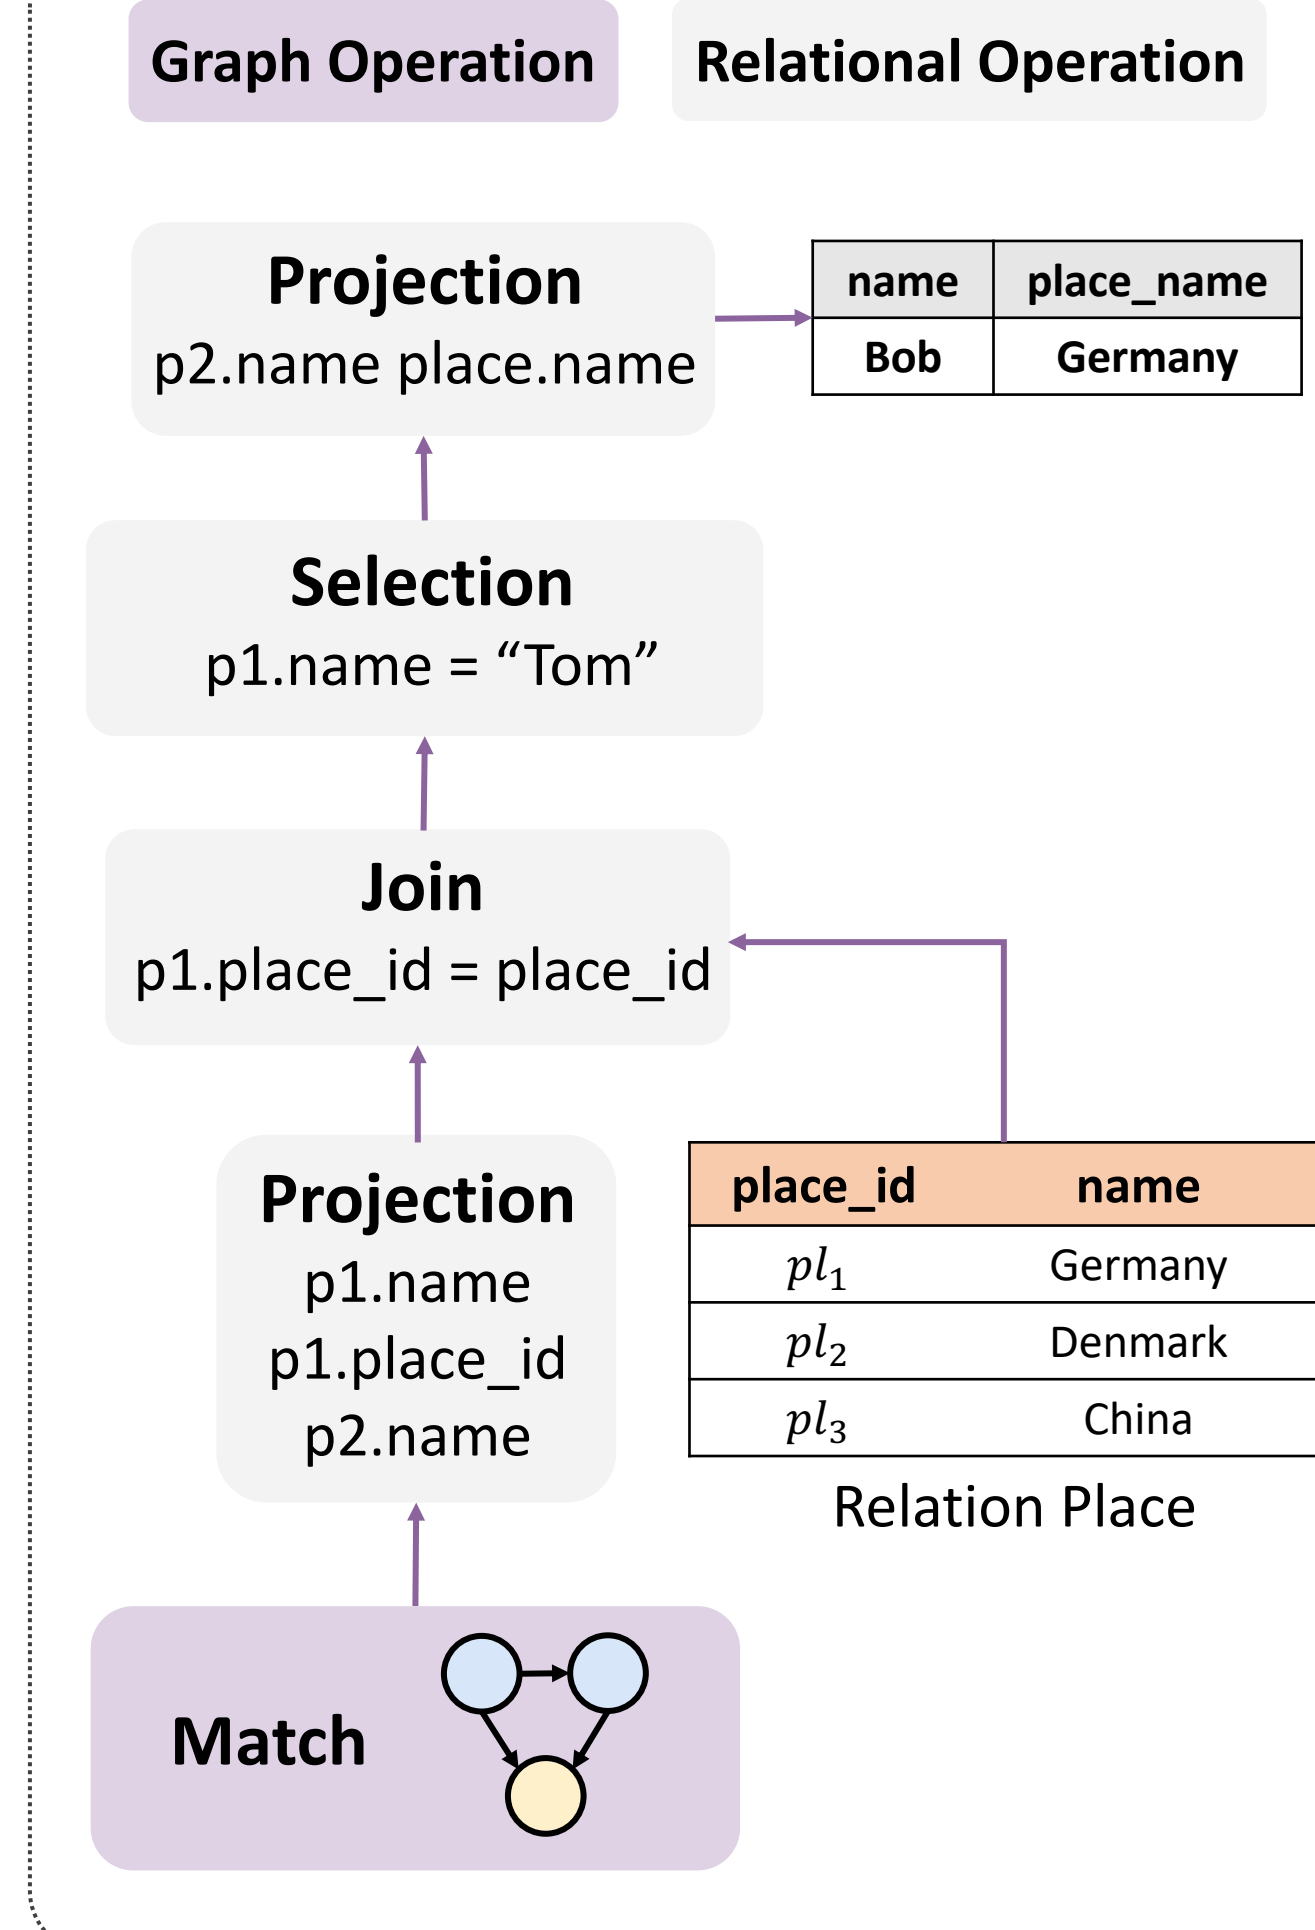 Graph Operation
Relational Operation
Projection
p2.name place.name
name place_name
Bob Germany
Selection
p1.name = “Tom”
Join
p1.place_id = place_id
Projection
p1.name
p1.place_id
p2.name
place_id name
pl₁ Germany
pl₂ Denmark
pl₃ China
Relation Place
Match